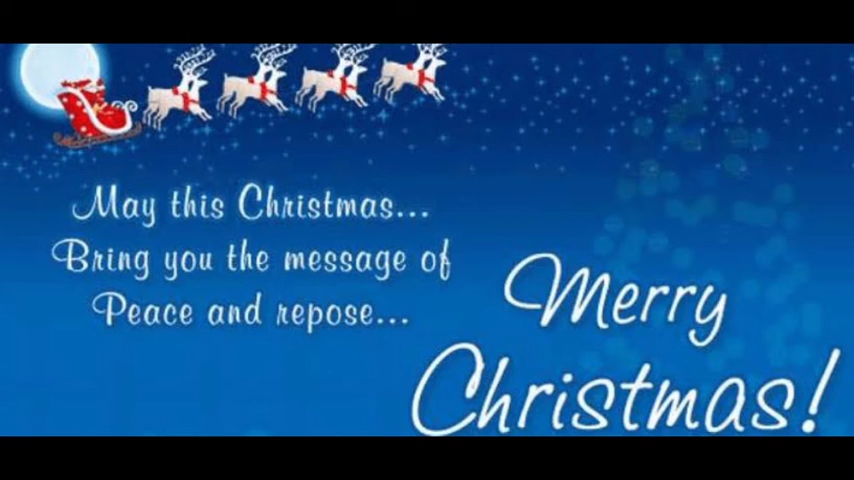 May this Christmas...
Bring you the message of
Peace and repose...
Merry
Christmas!